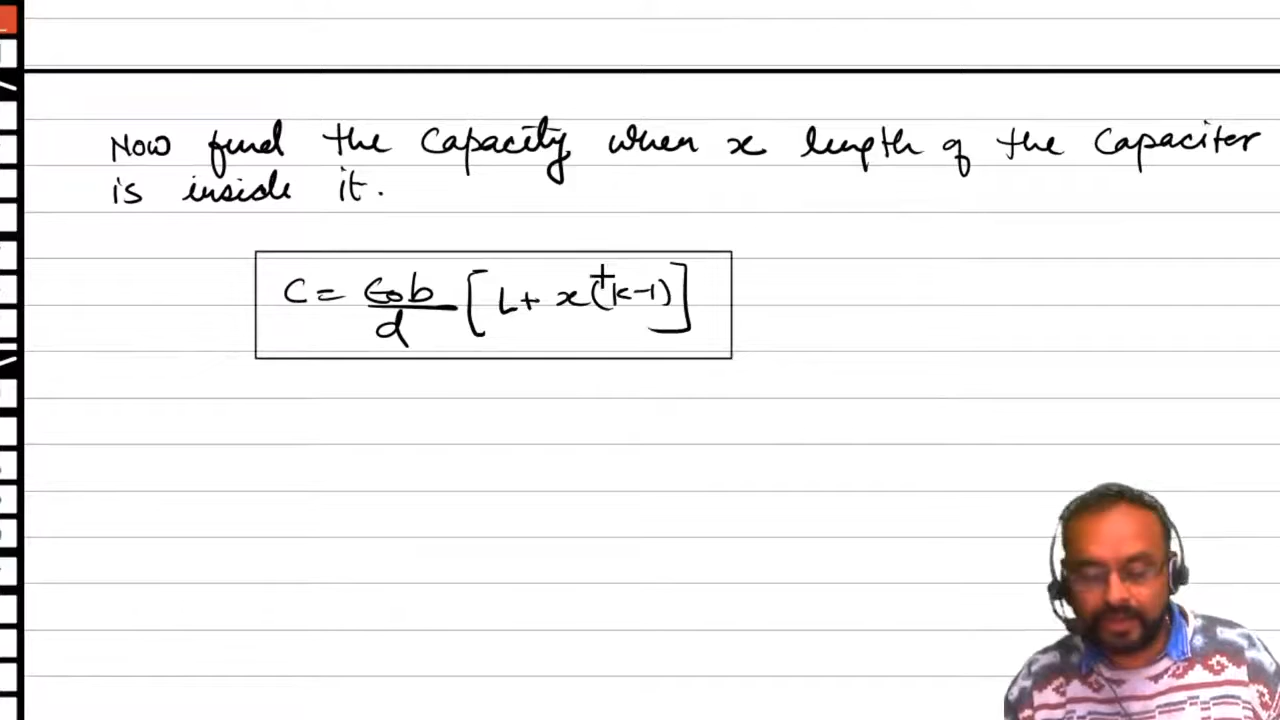 Now find the capacity when x length of the capacitor
is inside it.
C = ε₀b/d [L + x(k-1)]